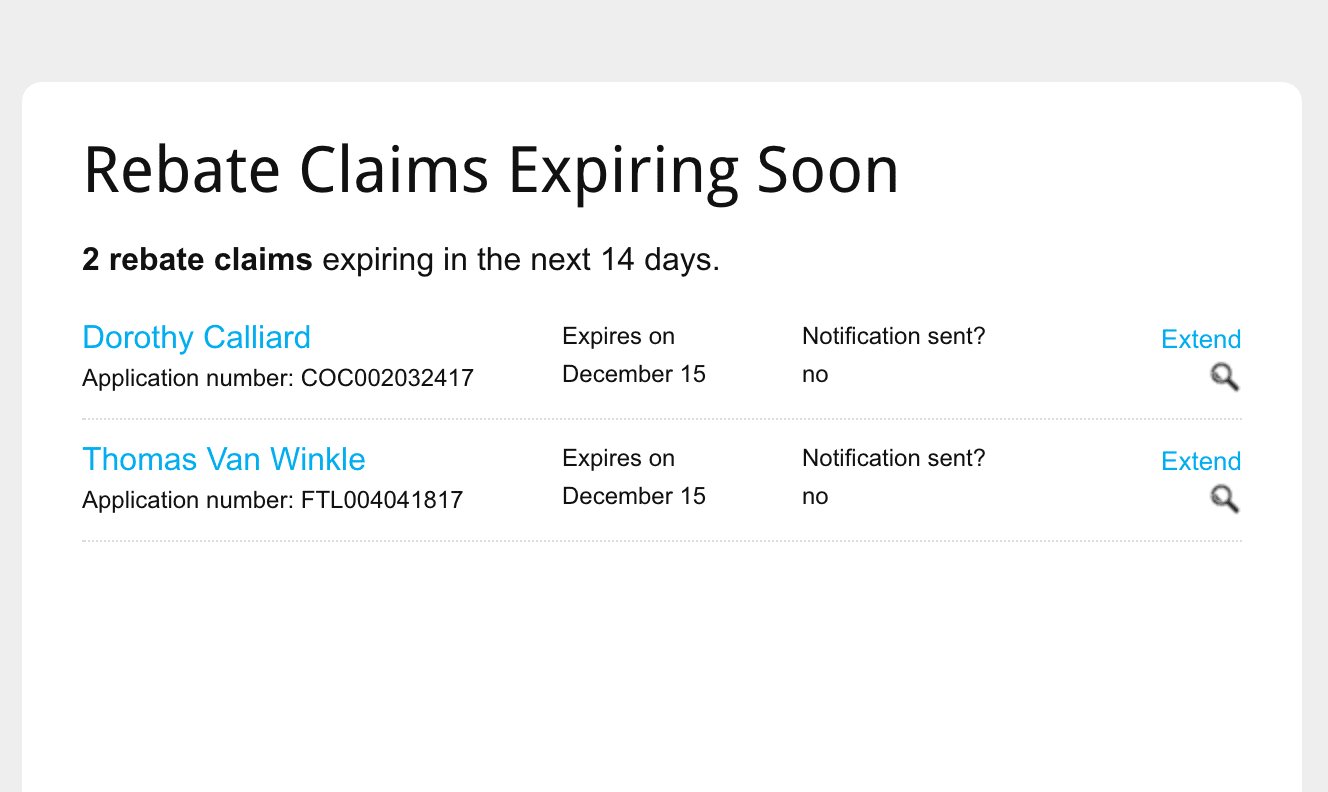 Rebate Claims Expiring Soon
2 rebate claims expiring in the next 14 days.
Dorothy Calliard
Application number: COC002032417
Expires on
December 15
Notification sent?
no
Extend
Thomas Van Winkle
Application number: FTL004041817
Expires on
December 15
Notification sent?
no
Extend